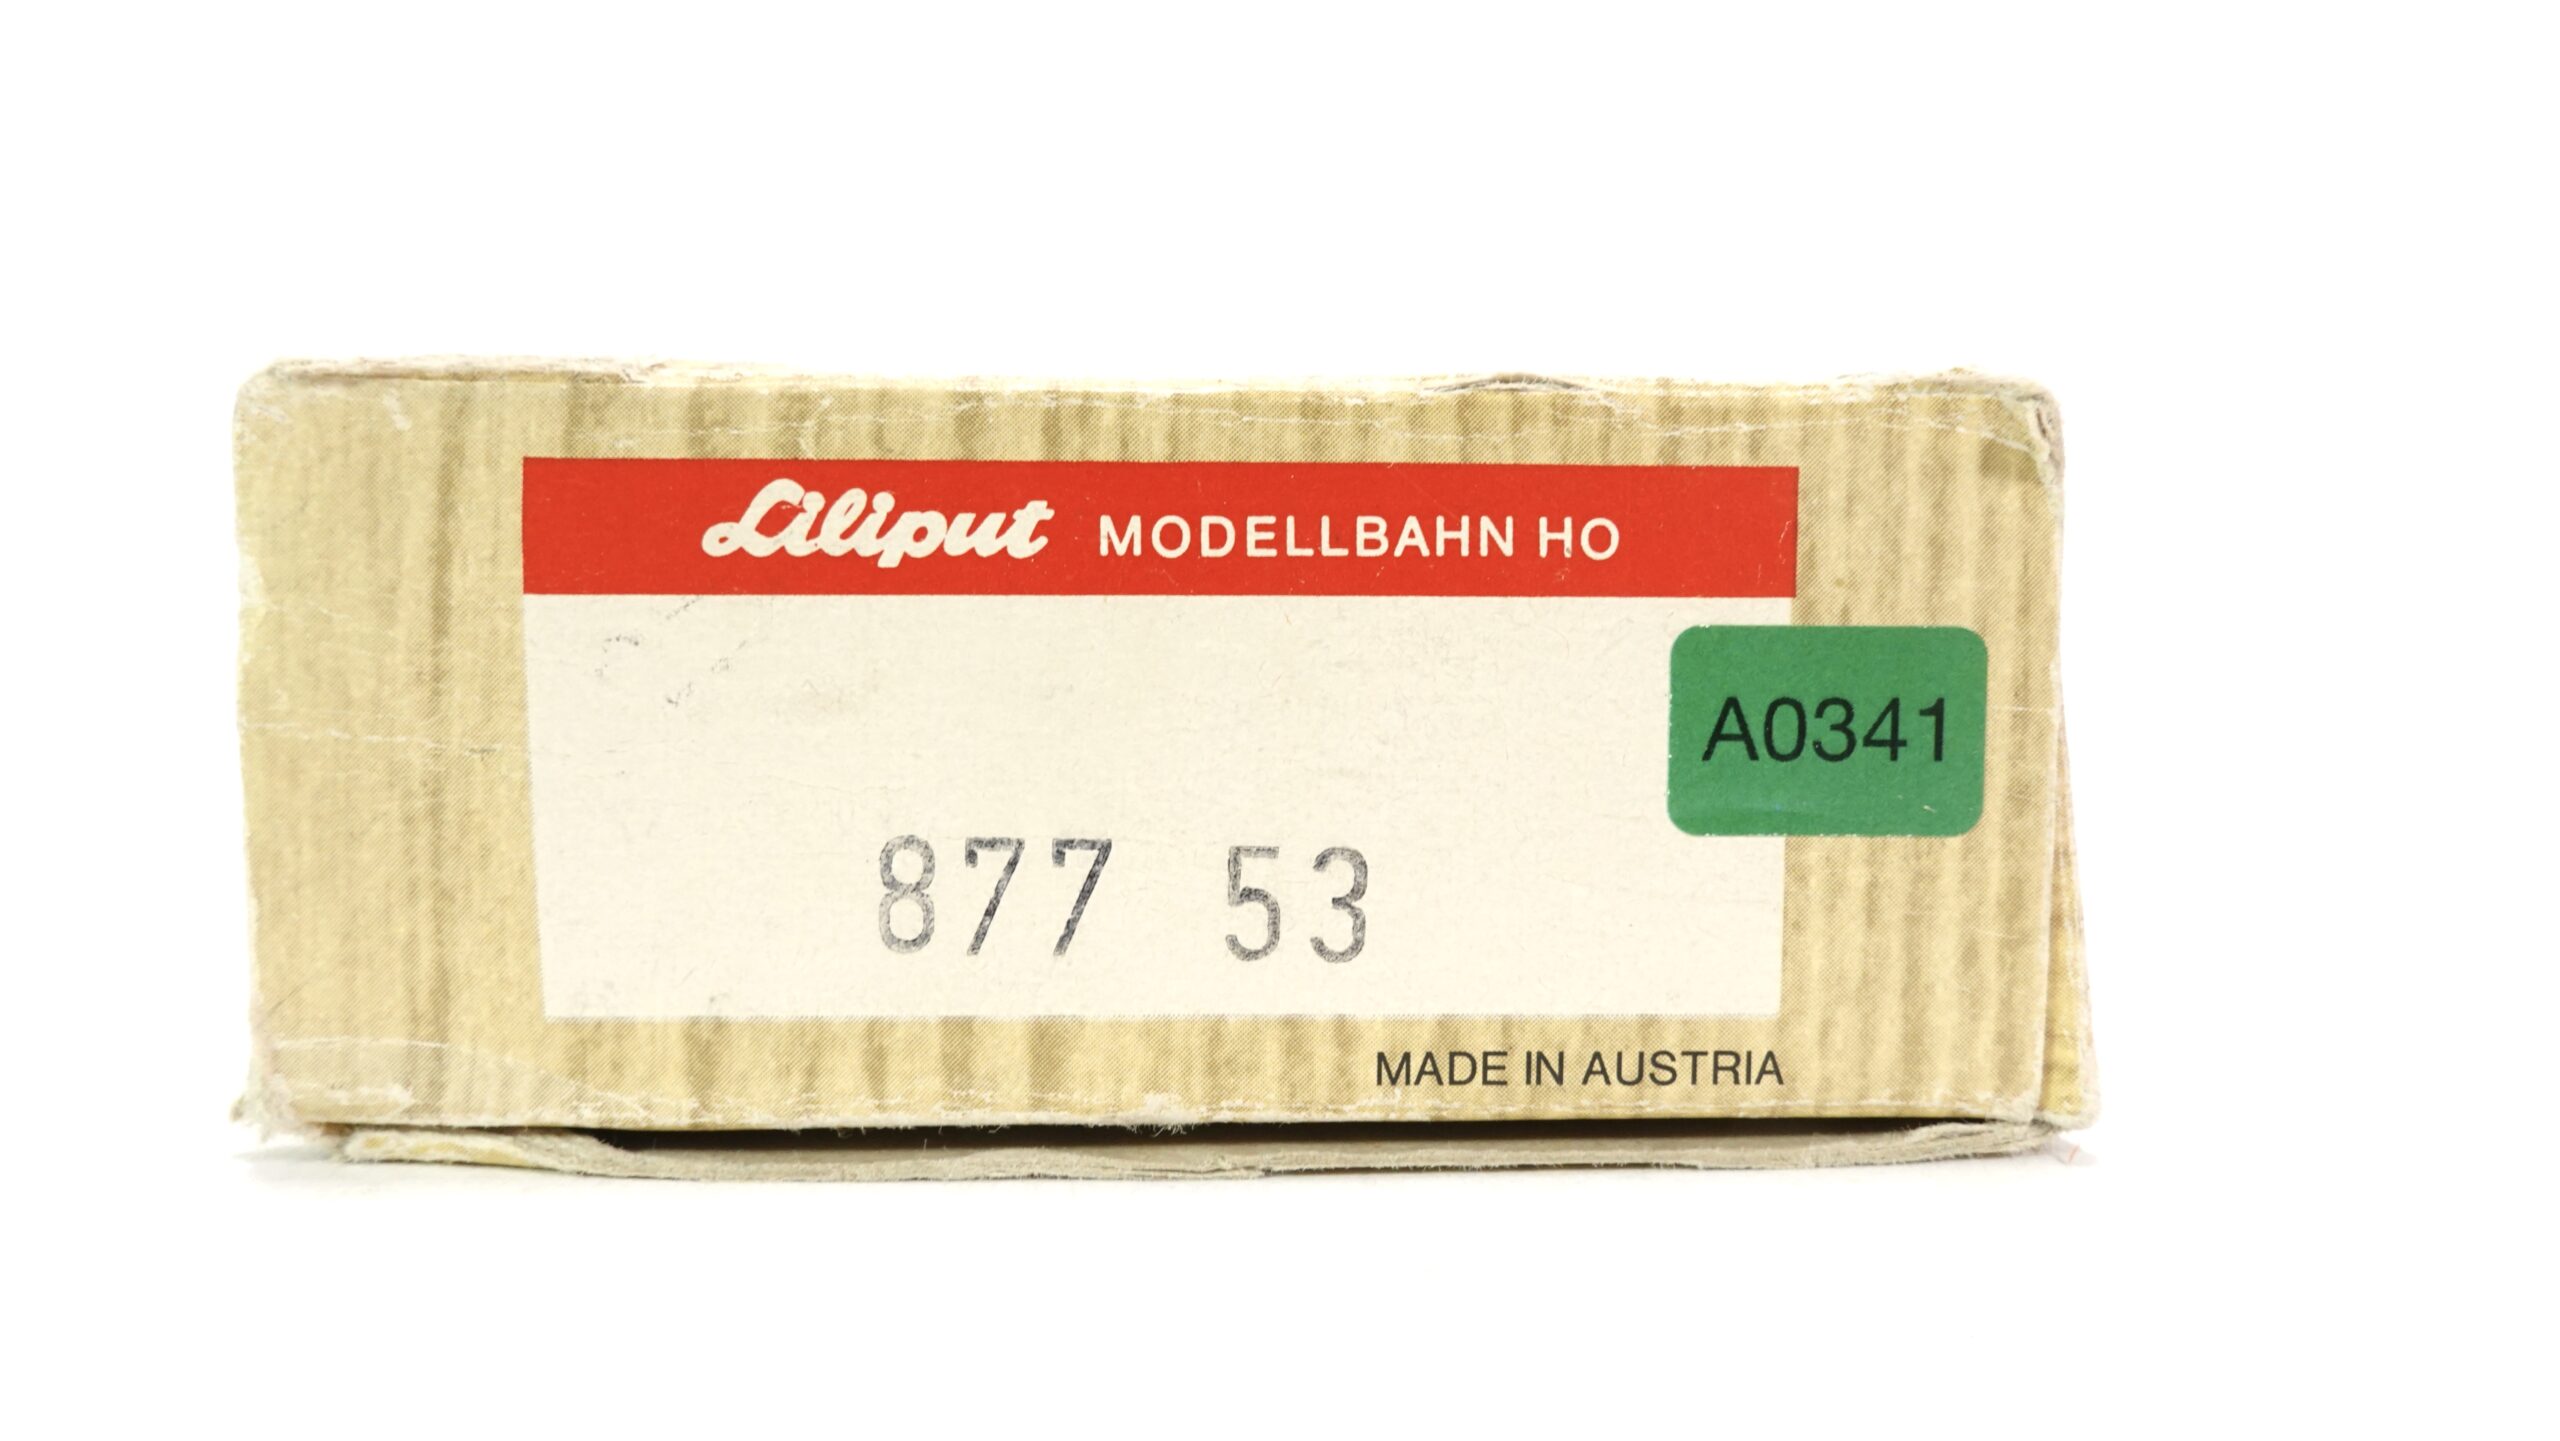 Liliput MODELLBAHN HO
A0341
877 53
MADE IN AUSTRIA